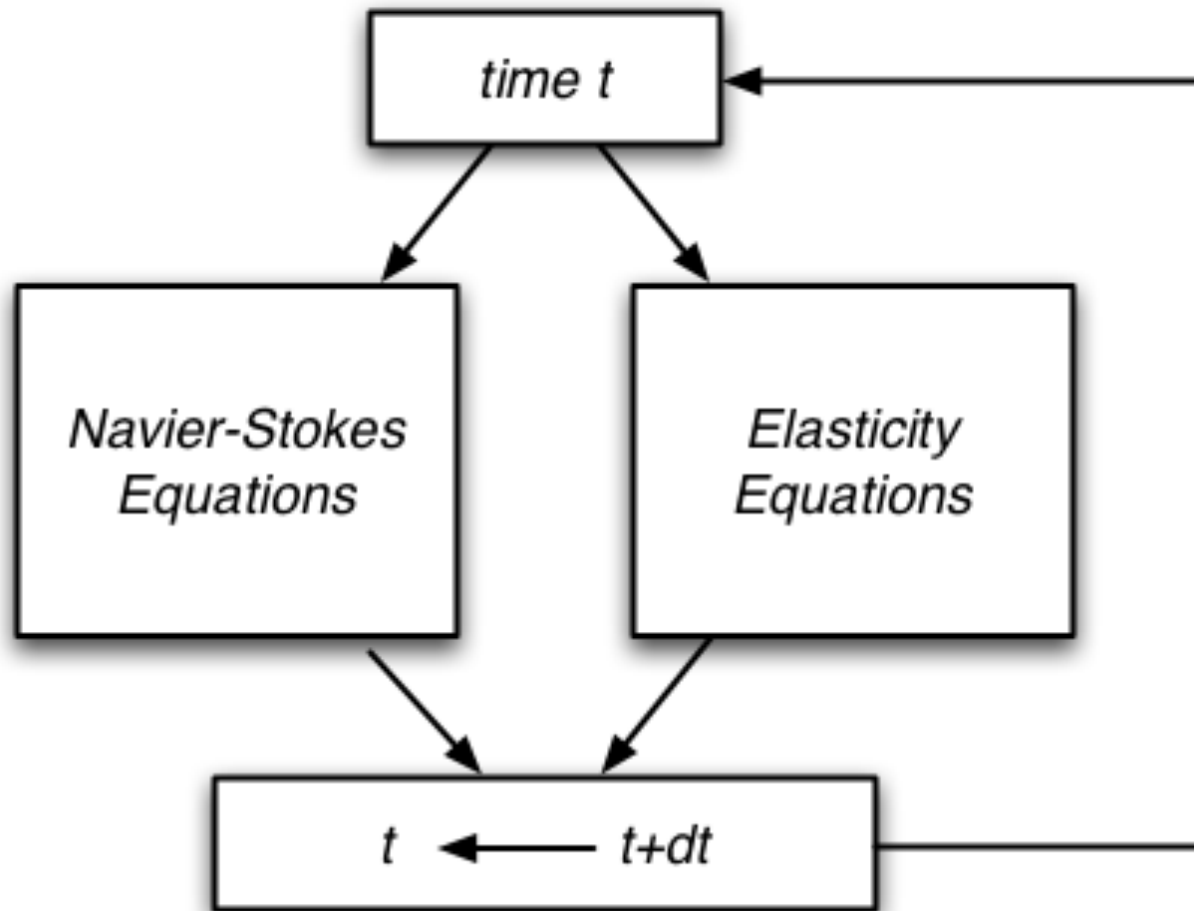 time t
Navier-Stokes
Equations
Elasticity
Equations
t ← t+dt